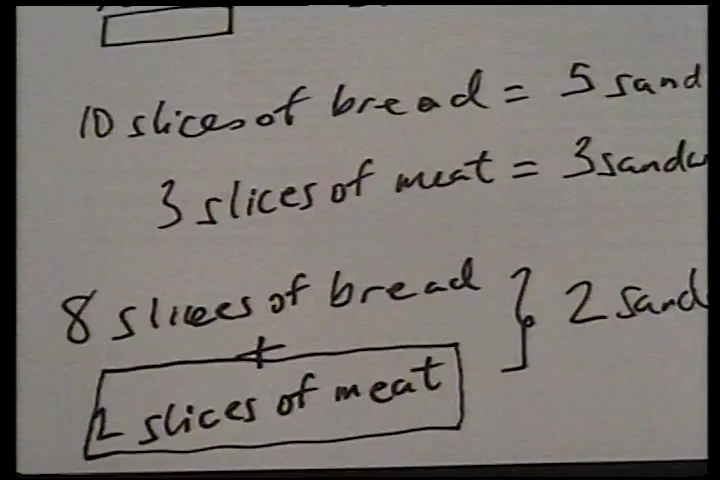 10 slices of bread = 5 sand
3 slices of meat = 3 sandw
8 slices of bread } 2 sand
+
2 slices of meat